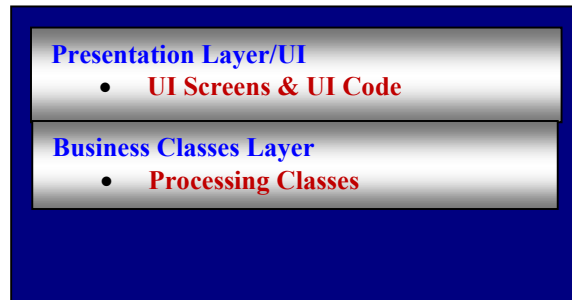 Presentation Layer/UI
• UI Screens & UI Code
Business Classes Layer
• Processing Classes